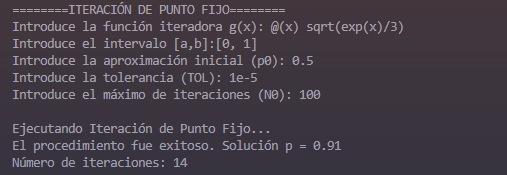 ========ITERACIÓN DE PUNTO FIJO========
Introduce la función iteradora g(x): @(x) sqrt(exp(x)/3)
Introduce el intervalo [a,b]:[0, 1]
Introduce la aproximación inicial (p0): 0.5
Introduce la tolerancia (TOL): 1e-5
Introduce el máximo de iteraciones (N0): 100
Ejecutando Iteración de Punto Fijo...
El procedimiento fue exitoso. Solución p = 0.91
Número de iteraciones: 14